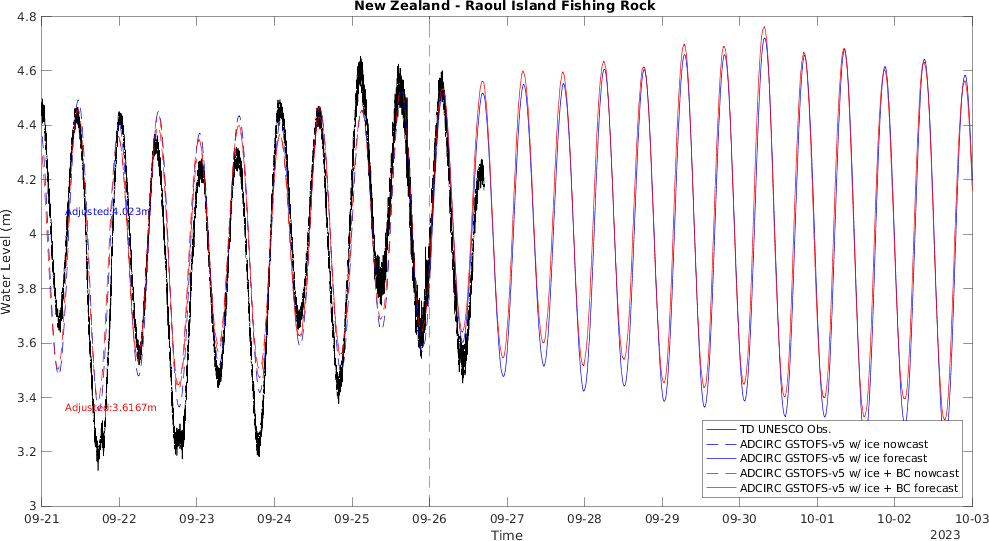 New Zealand - Raoul Island Fishing Rock
4.8
4.6
4.4
4.2
4
3.8
3.6
3.4
3.2
3
Water Level (m)
Adjusted:4.023m
Adjusted:3.6167m
TD UNESCO Obs.
ADCIRC GSTOFS-v5 w/ ice nowcast
ADCIRC GSTOFS-v5 w/ ice forecast
ADCIRC GSTOFS-v5 w/ ice + BC nowcast
ADCIRC GSTOFS-v5 w/ ice + BC forecast
09-21 09-22 09-23 09-24 09-25 09-26 09-27 09-28 09-29 09-30 10-01 10-02 10-03
Time
2023